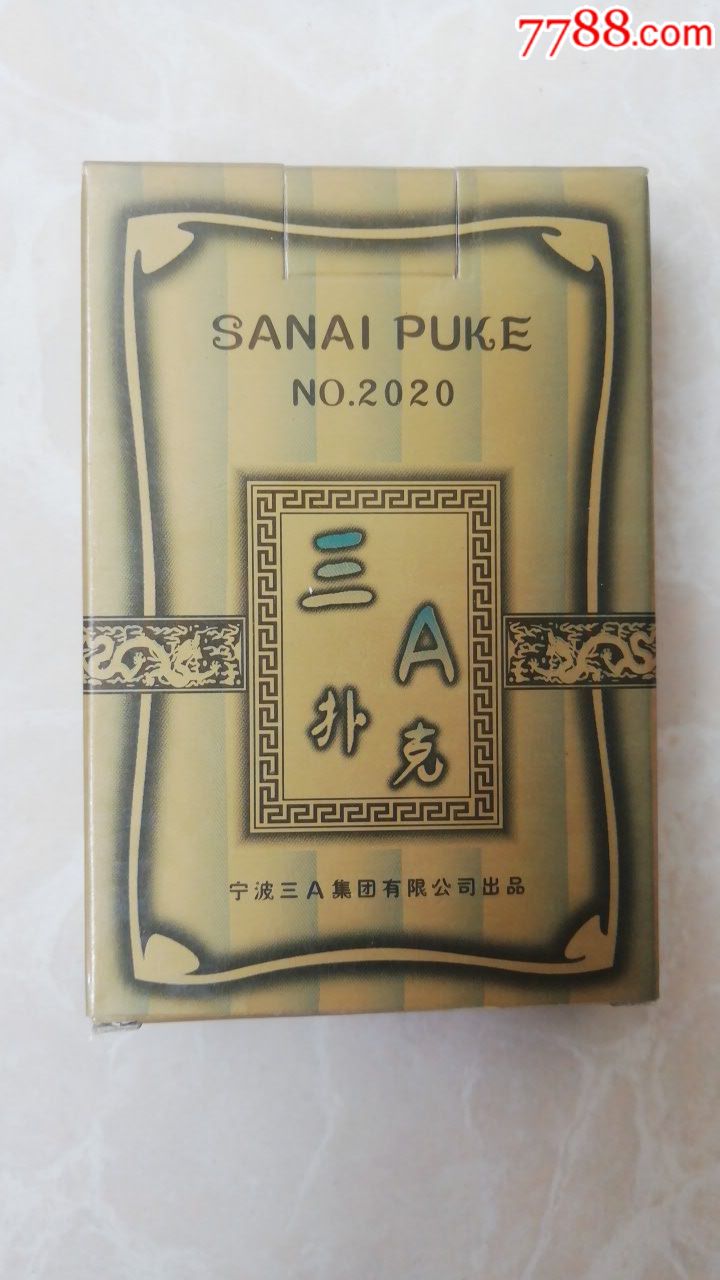 7788.com
SANAI PUKE
NO.2020
三A
扑克
宁波三A集团有限公司出品